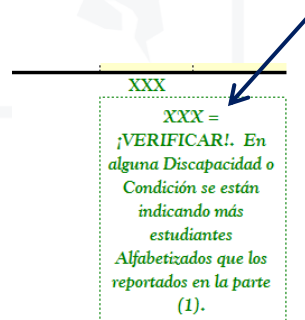 XXX
XXX =
¡VERIFICAR!. En
alguna Discapacidad o
Condición se están
indicando más
estudiantes
Alfabetizados que los
reportados en la parte
(1).